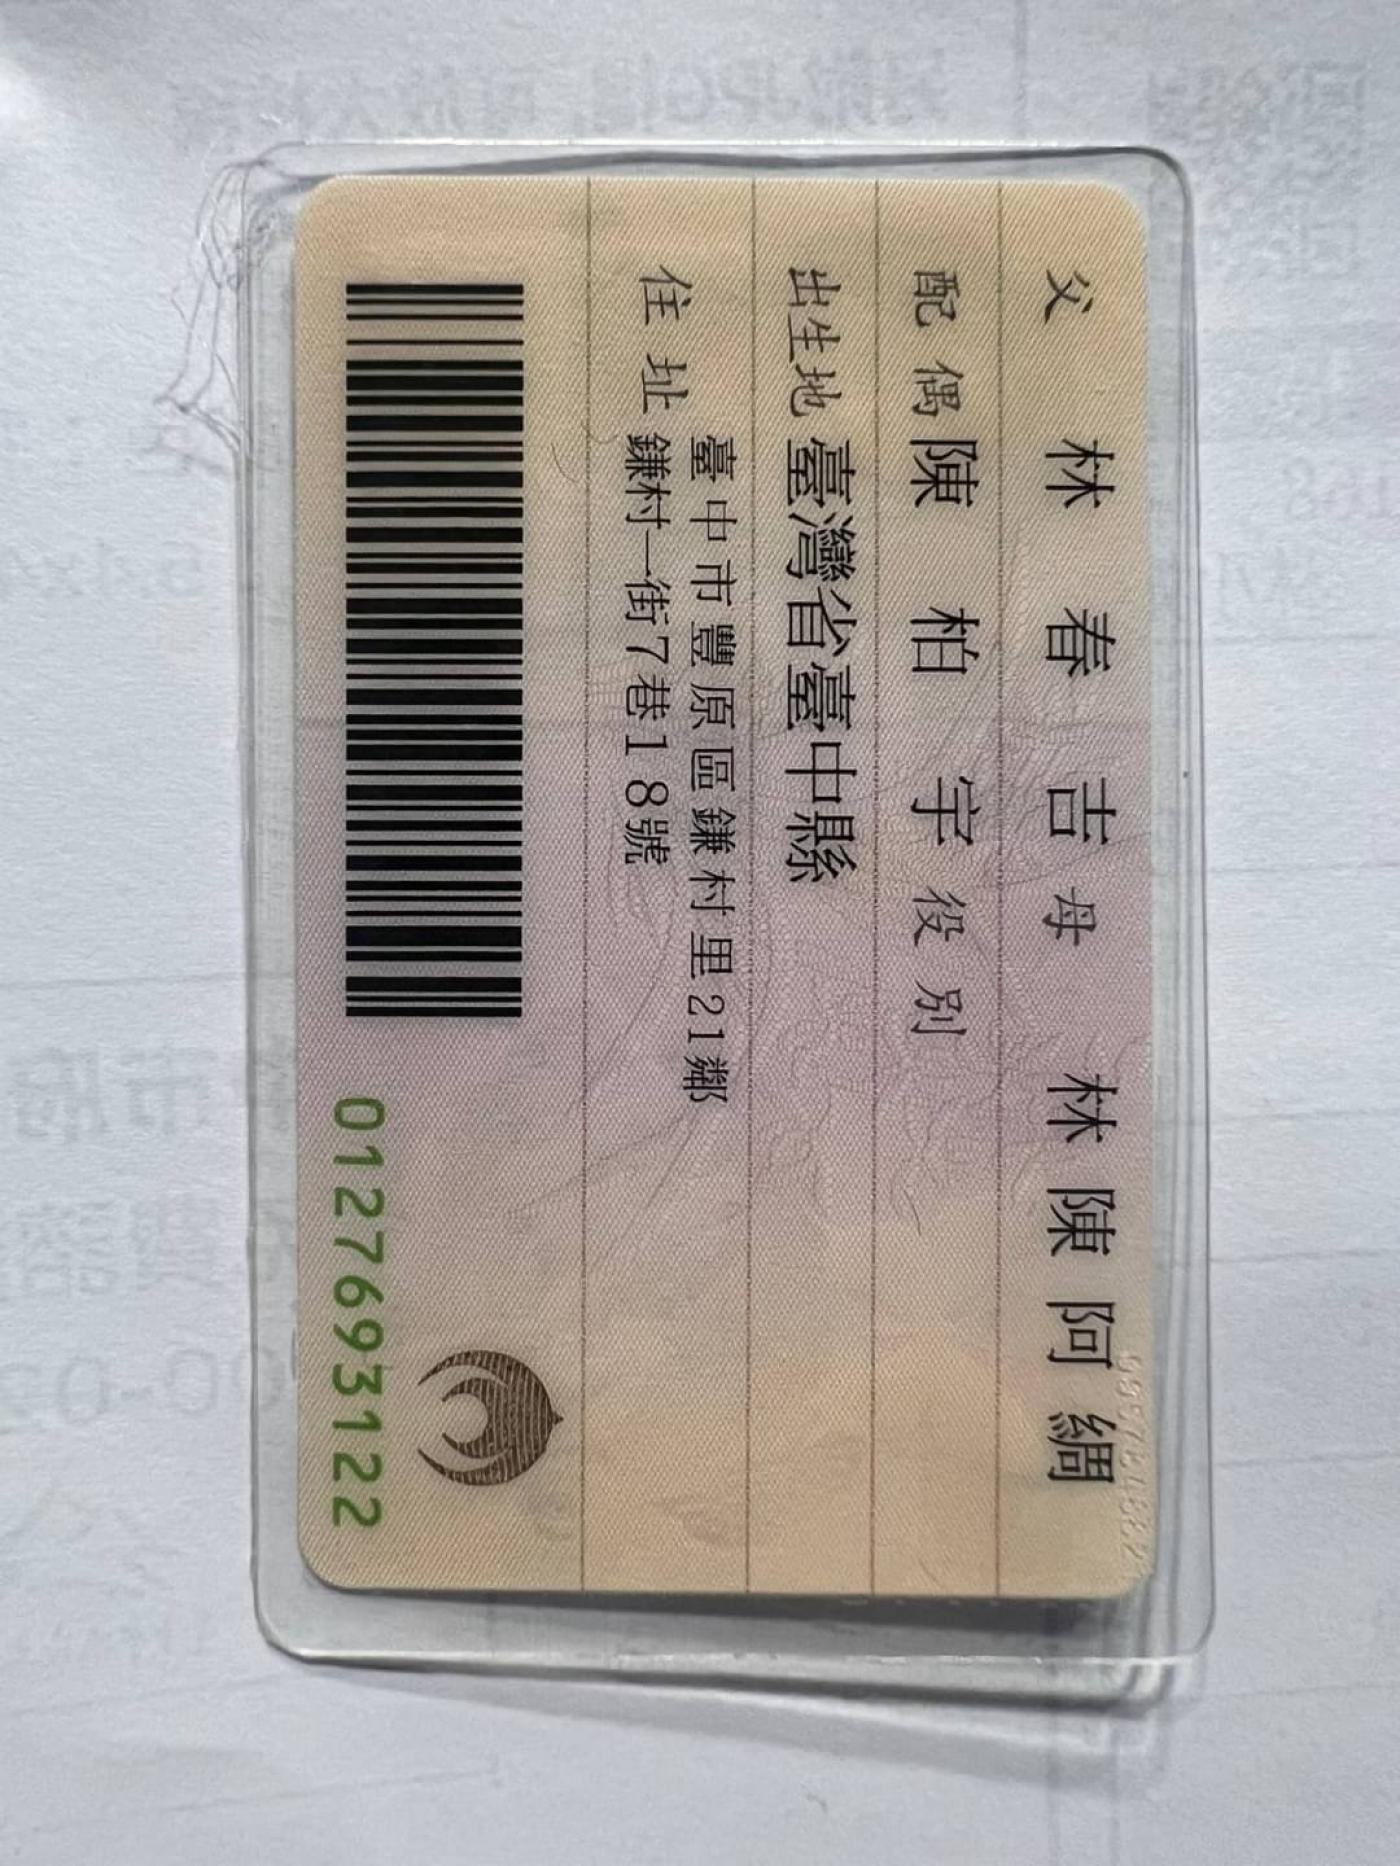 父 林春吉 母 林陳阿綢
配偶 陳柏宇 役別
出生地 臺灣省臺中縣
住址 臺中市豐原區鎌村里21鄰
鎌村一街7巷18號
0127693122